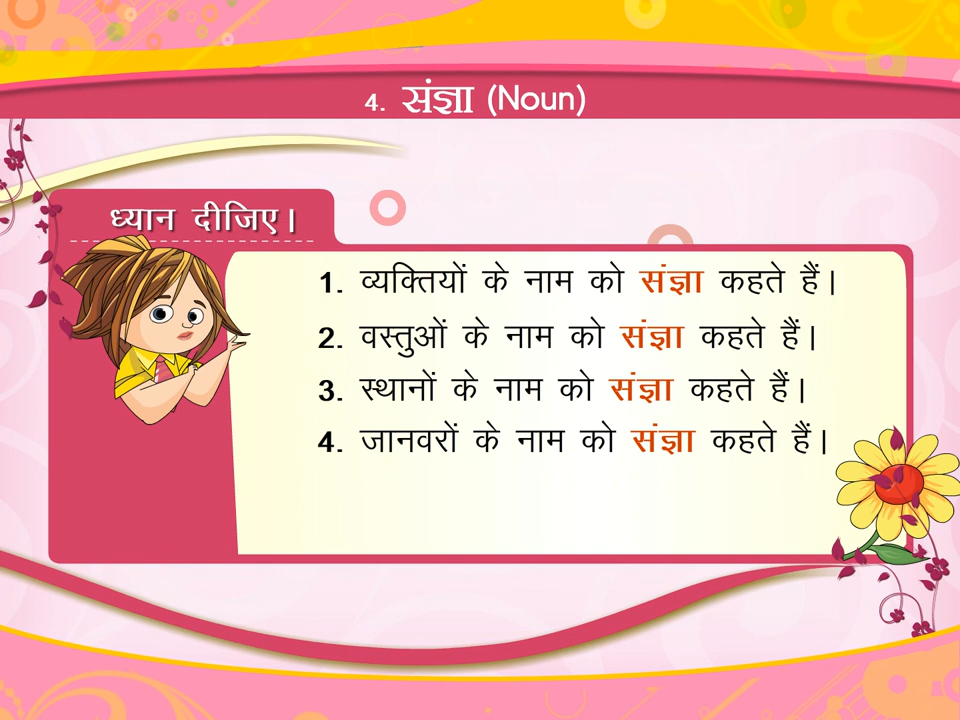 4. संज्ञा (Noun)
ध्यान दीजिए।
1. व्यक्तियों के नाम को संज्ञा कहते हैं।
2. वस्तुओं के नाम को संज्ञा कहते हैं।
3. स्थानों के नाम को संज्ञा कहते हैं।
4. जानवरों के नाम को संज्ञा कहते हैं।